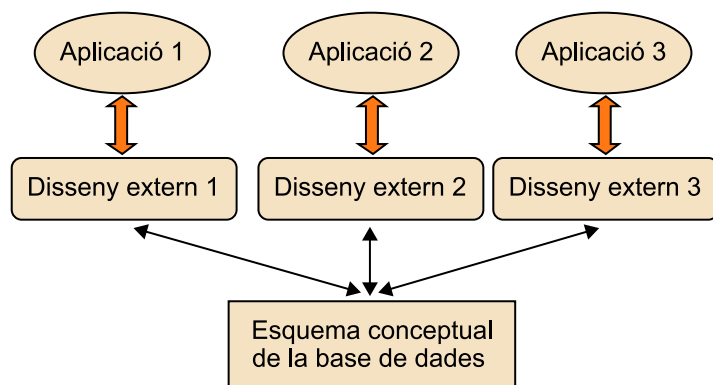 Aplicació 1
Aplicació 2
Aplicació 3
Disseny extern 1
Disseny extern 2
Disseny extern 3
Esquema conceptual
de la base de dades